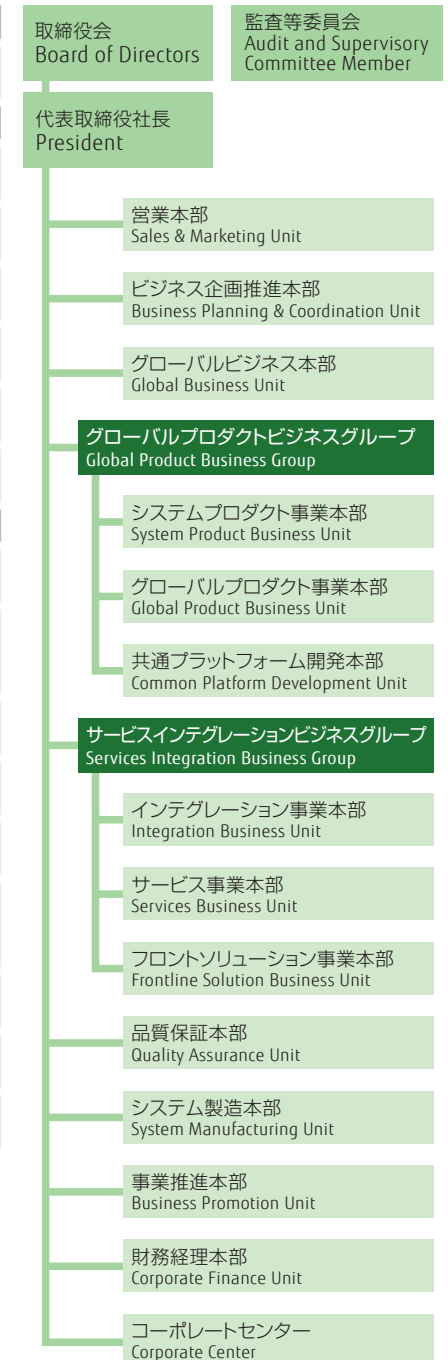 取締役会
Board of Directors
監査等委員会
Audit and Supervisory
Committee Member
代表取締役社長
President
営業本部
Sales & Marketing Unit
ビジネス企画推進本部
Business Planning & Coordination Unit
グローバルビジネス本部
Global Business Unit
グローバルプロダクトビジネスグループ
Global Product Business Group
システムプロダクト事業本部
System Product Business Unit
グローバルプロダクト事業本部
Global Product Business Unit
共通プラットフォーム開発本部
Common Platform Development Unit
サービスインテグレーションビジネスグループ
Services Integration Business Group
インテグレーション事業本部
Integration Business Unit
サービス事業本部
Services Business Unit
フロントソリューション事業本部
Frontline Solution Business Unit
品質保証本部
Quality Assurance Unit
システム製造本部
System Manufacturing Unit
事業推進本部
Business Promotion Unit
財務経理本部
Corporate Finance Unit
コーポレートセンター
Corporate Center